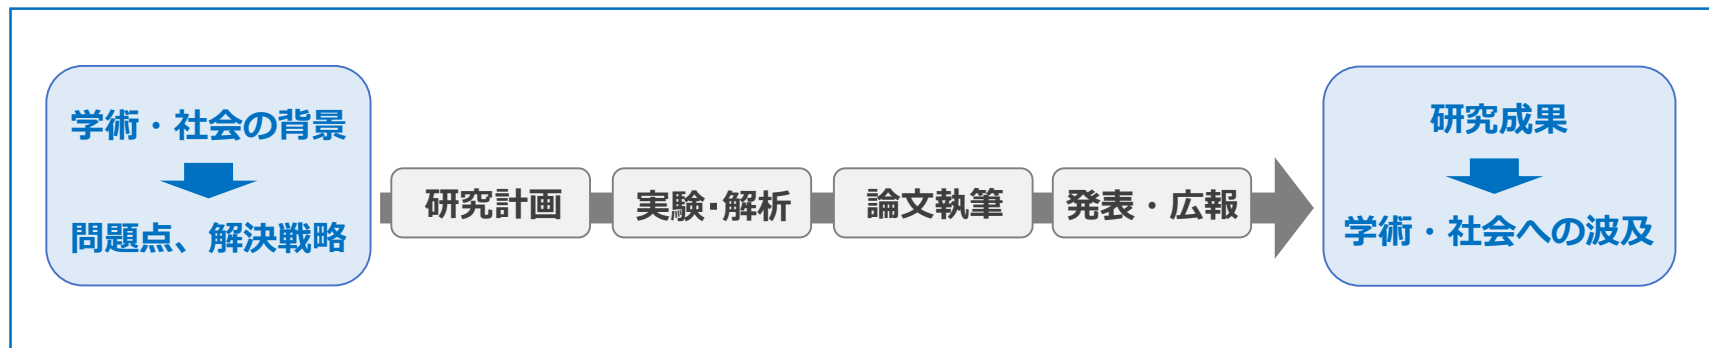 学術・社会の背景
問題点、解決戦略
研究計画
実験・解析
論文執筆
発表・広報
研究成果
学術・社会への波及